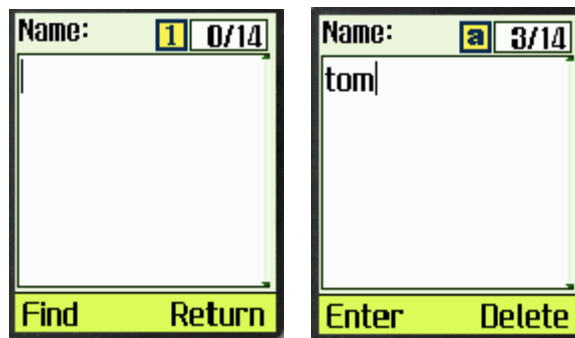 Name: 1 0/14
Find Return
Name: a 3/14
tom
Enter Delete